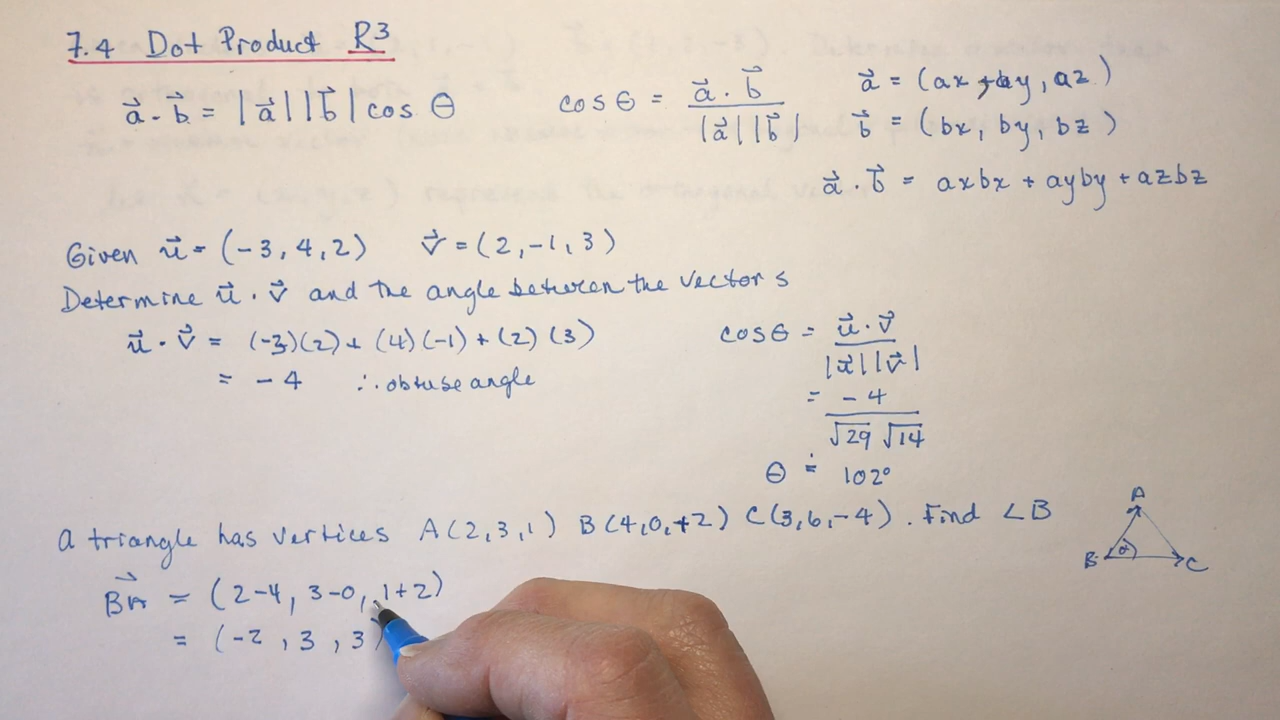 7.4 Dot Product R³
a⃗ · b⃗ = |a⃗||b⃗| cos θ
cos θ = a⃗ · b⃗ / |a⃗||b⃗|
a⃗ = (ax, ay, az)
b⃗ = (bx, by, bz)
a⃗ · b⃗ = axbx + ayby + azbz
Given u⃗ = (-3, 4, 2) v⃗ = (2, -1, 3)
Determine u⃗ · v⃗ and the angle between the vectors
u⃗ · v⃗ = (-3)(2) + (4)(-1) + (2)(3)
= -4 ∴ obtuse angle
cos θ = u⃗ · v⃗ / |u⃗||v⃗|
= -4 / √29 √14
θ ≐ 102°
A triangle has vertices A(2,3,1) B(4,0,+2) C(3,6,-4). Find ∠B
A
B α C
BA⃗ = (2-4, 3-0, 1+2)
= (-2, 3, 3)